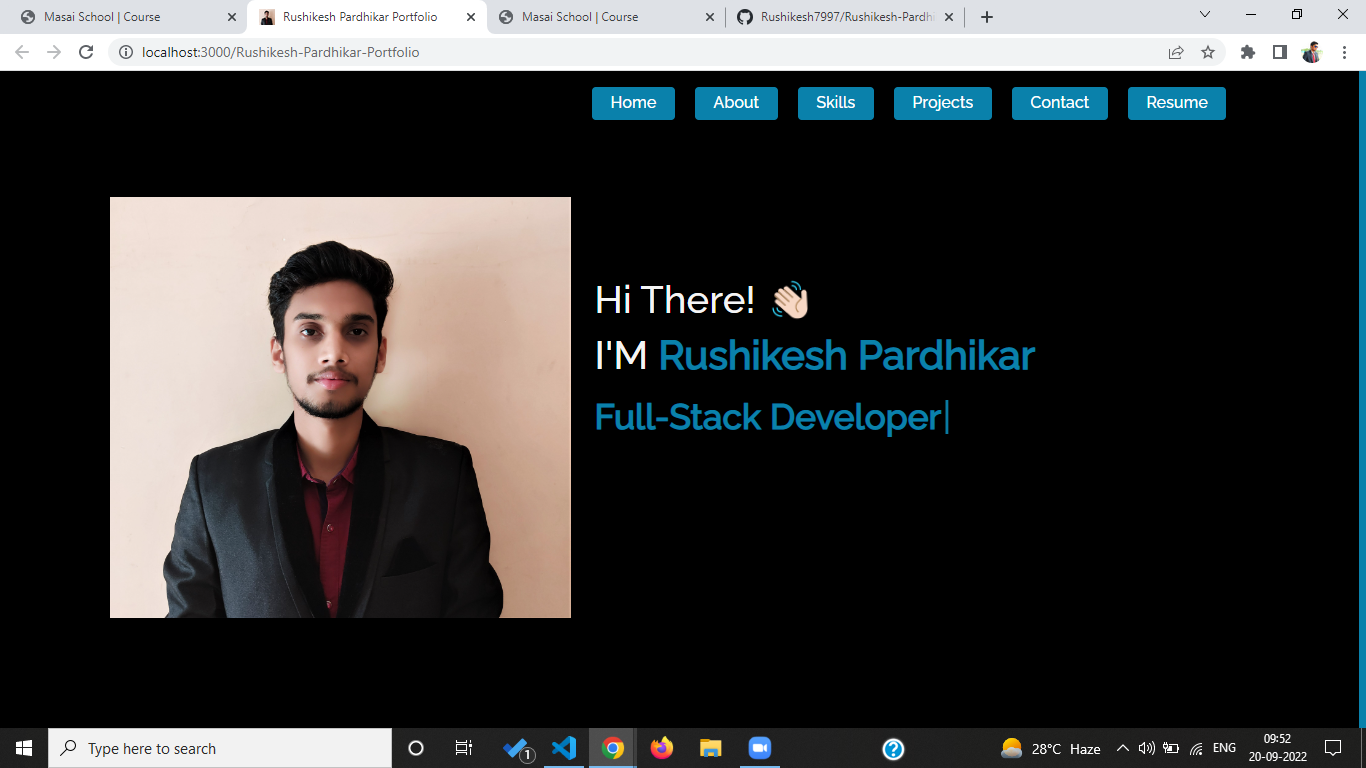 Masai School | Course
Rushikesh Pardhikar Portfolio
Masai School | Course
Rushikesh7997/Rushikesh-Pardhi
localhost:3000/Rushikesh-Pardhikar-Portfolio
Home About Skills Projects Contact Resume
Hi There! 👋🏻
I'M Rushikesh Pardhikar
Full-Stack Developer|
Type here to search
1
28°C Haze
ENG
09:52
20-09-2022